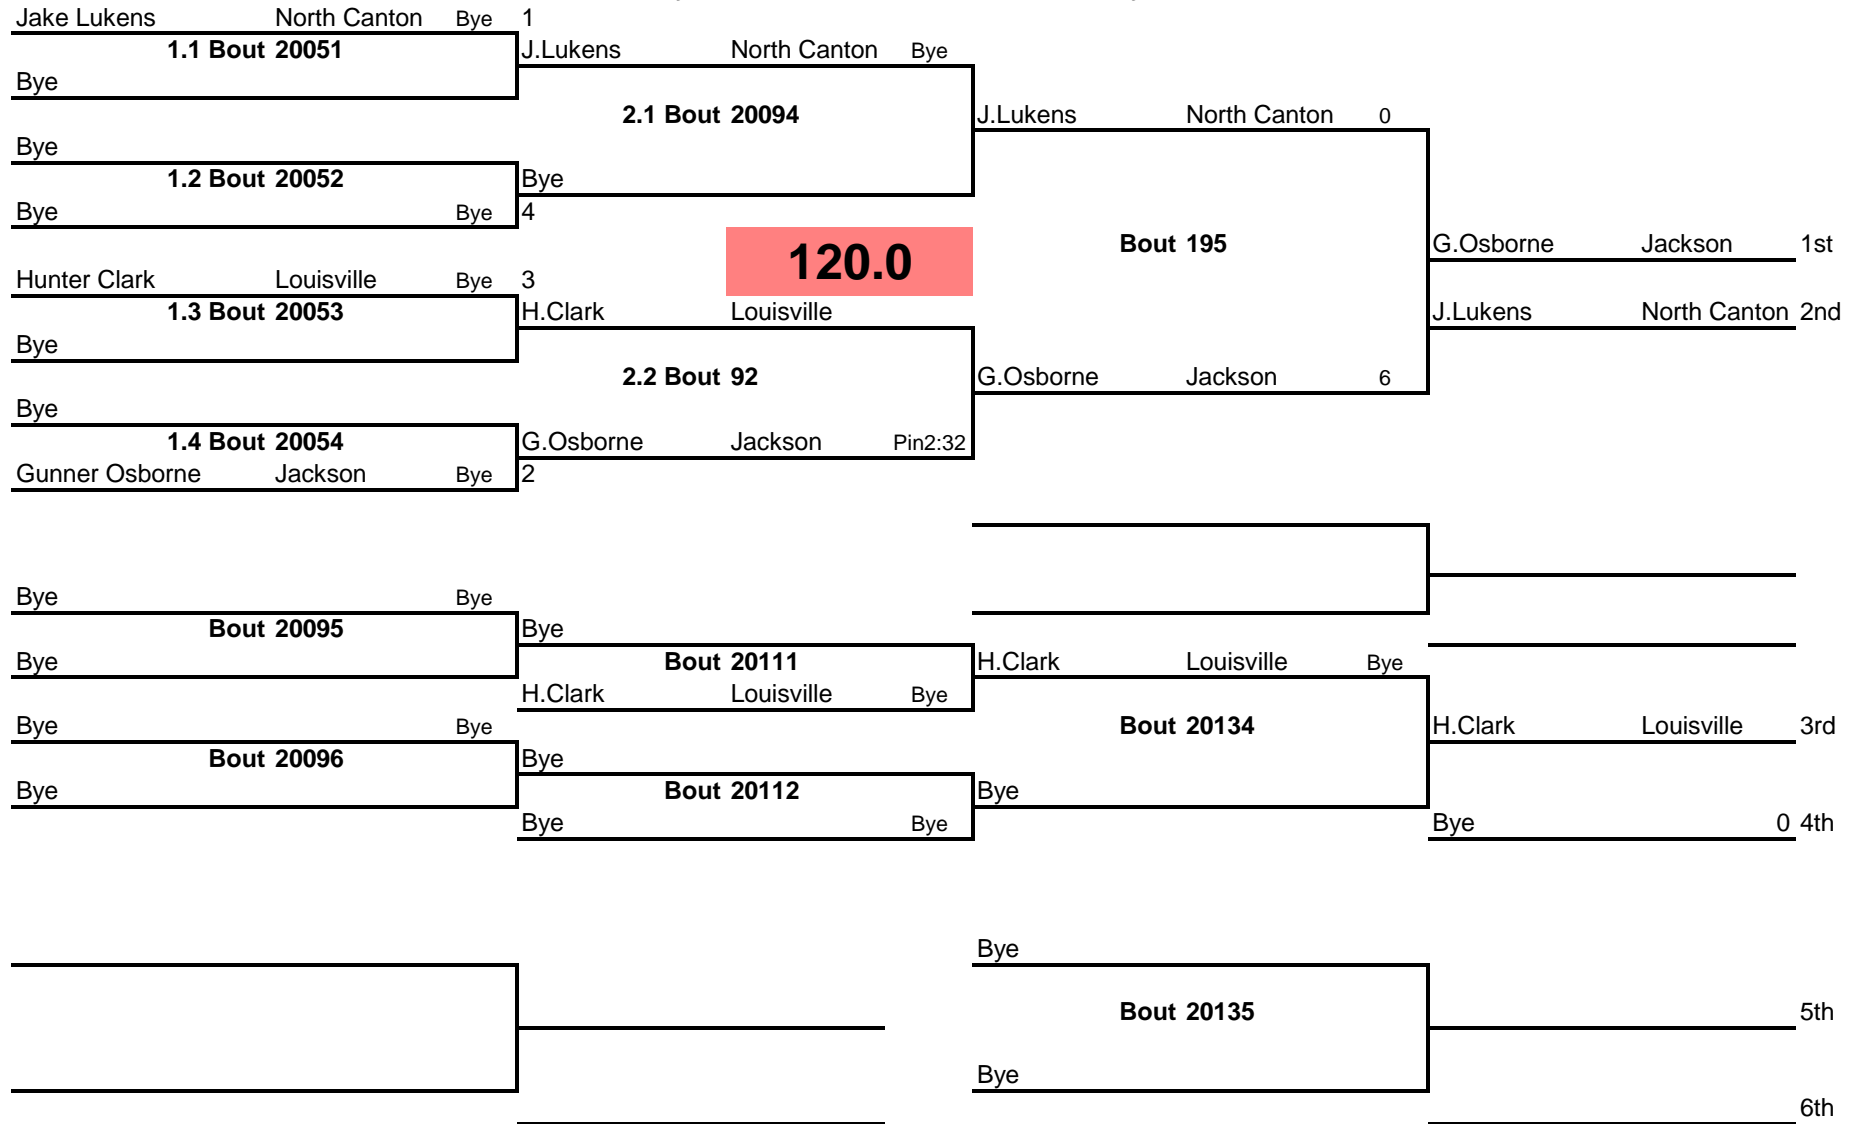 Jake Lukens North Canton Bye 1
1.1 Bout 20051 J.Lukens North Canton Bye
Bye
2.1 Bout 20094 J.Lukens North Canton 0
Bye
1.2 Bout 20052 Bye
Bye Bye 4
120.0 Bout 195 G.Osborne Jackson 1st
Hunter Clark Louisville Bye 3
1.3 Bout 20053 H.Clark Louisville J.Lukens North Canton 2nd
Bye
2.2 Bout 92 G.Osborne Jackson 6
Bye
1.4 Bout 20054 G.Osborne Jackson Pin2:32
Gunner Osborne Jackson Bye 2
Bye Bye
Bout 20095 Bye
Bye Bout 20111 H.Clark Louisville Bye
H.Clark Louisville Bye
Bye Bye Bout 20134 H.Clark Louisville 3rd
Bout 20096 Bye
Bye Bout 20112 Bye
Bye Bye Bye 0 4th
Bye
Bout 20135 5th
Bye
6th